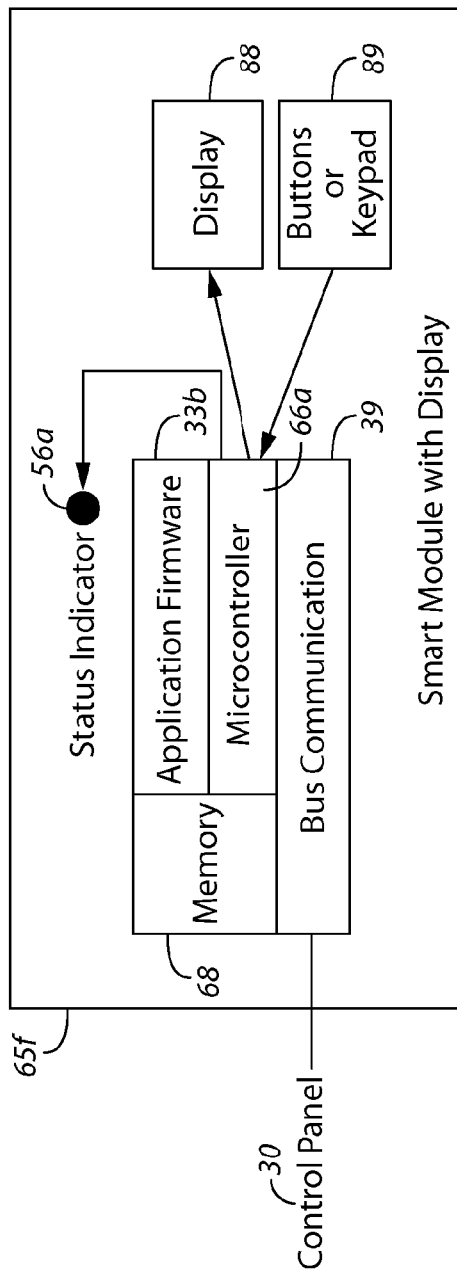 65f
Status Indicator
56a
68
Memory
Application Firmware
33b
Microcontroller
66a
Bus Communication
39
Display
88
Buttons
or
Keypad
89
30
Control Panel
Smart Module with Display